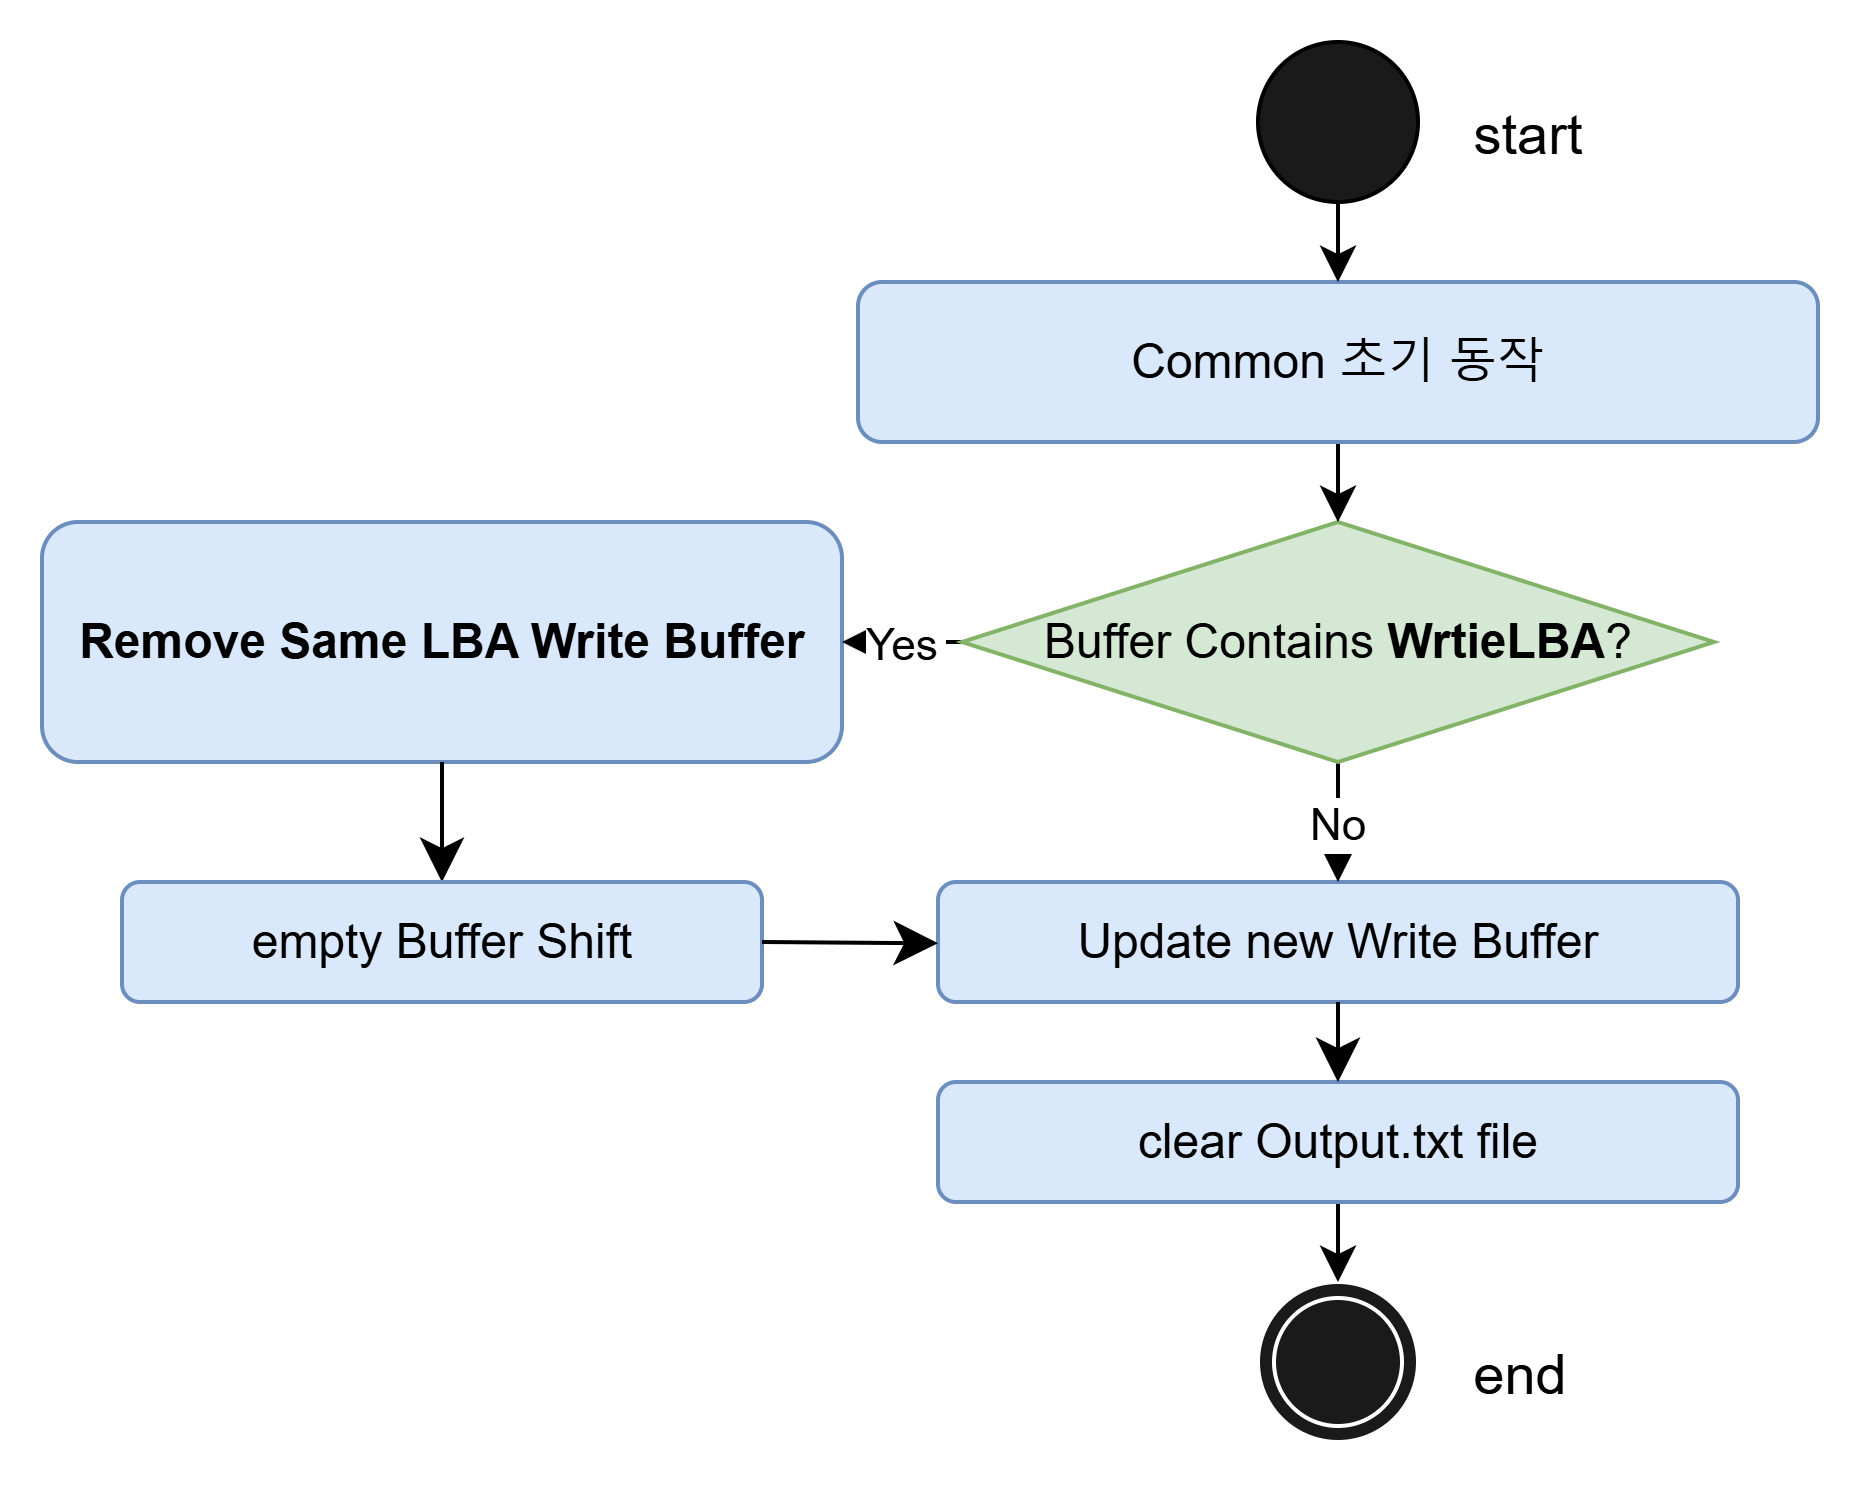 start
Common 초기 동작
Buffer Contains WrtieLBA?
Yes
Remove Same LBA Write Buffer
No
empty Buffer Shift
Update new Write Buffer
clear Output.txt file
end